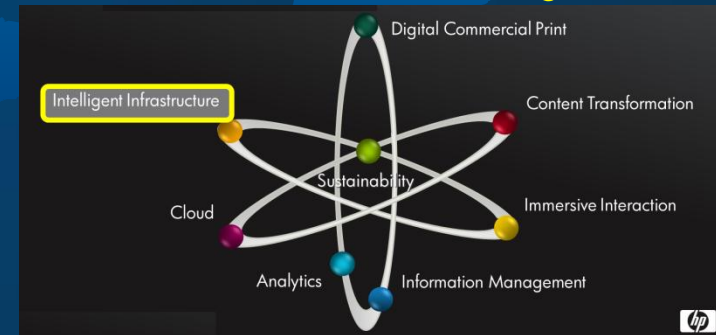 Digital Commercial Print
Intelligent Infrastructure
Content Transformation
Sustainability
Cloud
Immersive Interaction
Analytics
Information Management
hp